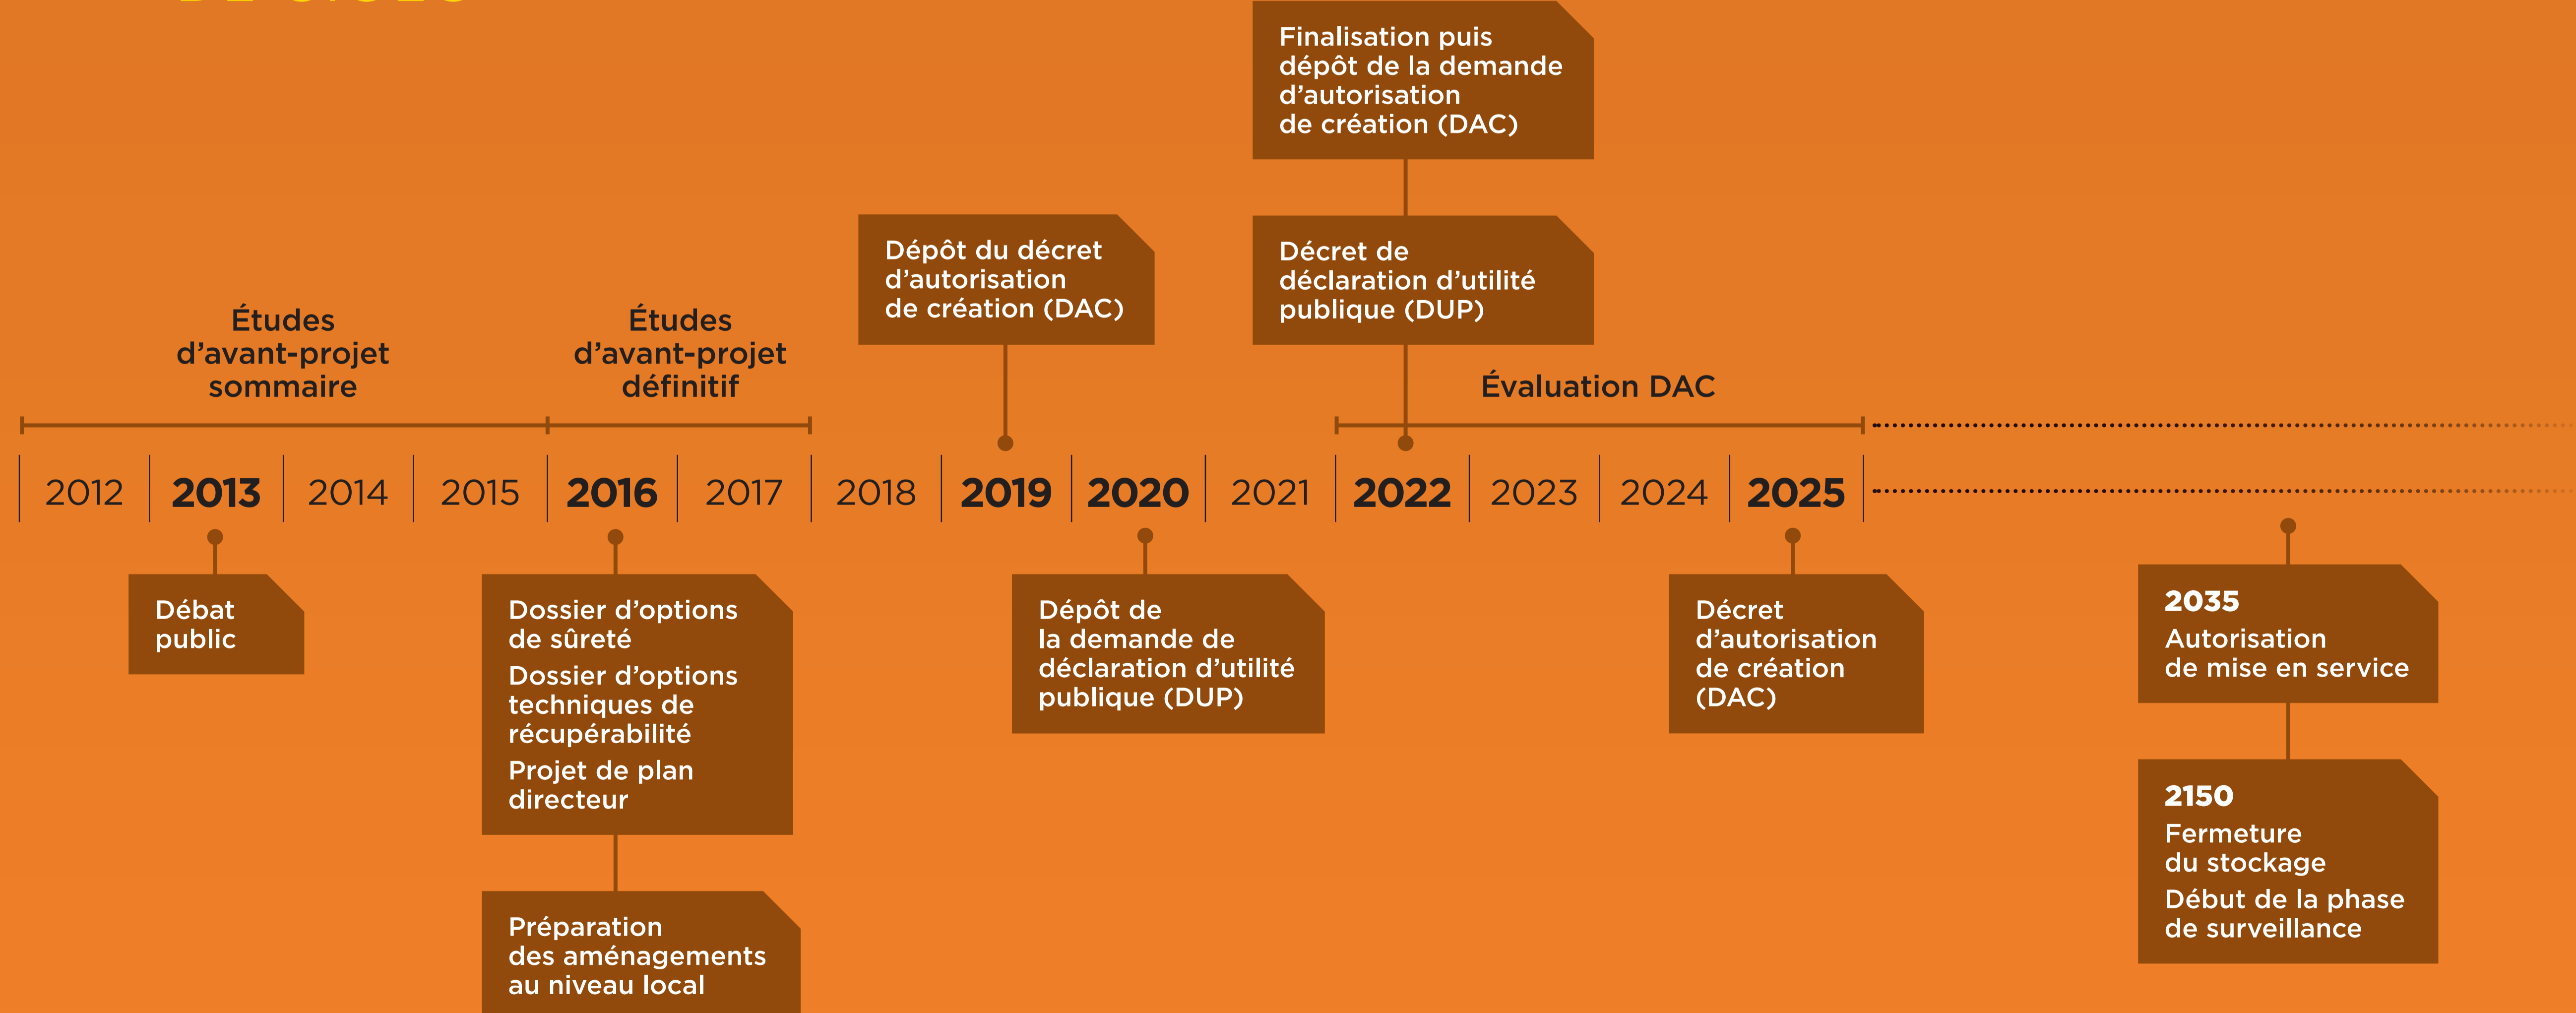 Finalisation puis
dépôt de la demande
d’autorisation
de création (DAC)
Dépôt du décret
d’autorisation
de création (DAC)
Décret de
déclaration d’utilité
publique (DUP)
Études
d’avant-projet
sommaire
Études
d’avant-projet
définitif
Évaluation DAC
2012 2013 2014 2015 2016 2017 2018 2019 2020 2021 2022 2023 2024 2025
Débat
public
Dossier d’options
de sûreté
Dossier d’options
techniques de
récupérabilité
Projet de plan
directeur
Préparation
des aménagements
au niveau local
Dépôt de
la demande de
déclaration d’utilité
publique (DUP)
Décret
d’autorisation
de création
(DAC)
2035
Autorisation
de mise en service
2150
Fermeture
du stockage
Début de la phase
de surveillance